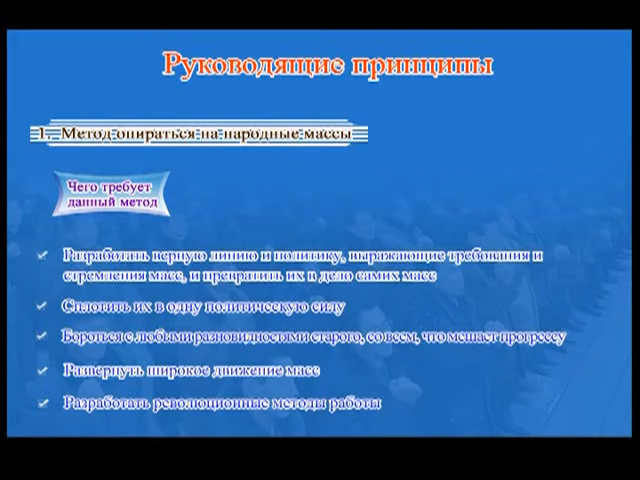 Руководящие принципы
1. Метод опираться на народные массы
Чего требует
данный метод
Разработать верную линию и политику, выражающие требования и
стремления масс, и превратить их в дело самих масс
Сплотить их в одну политическую силу
Бороться с любыми разновидностями старого, со всем, что мешает прогрессу
Развернуть широкое движение масс
Разработать революционные методы работы